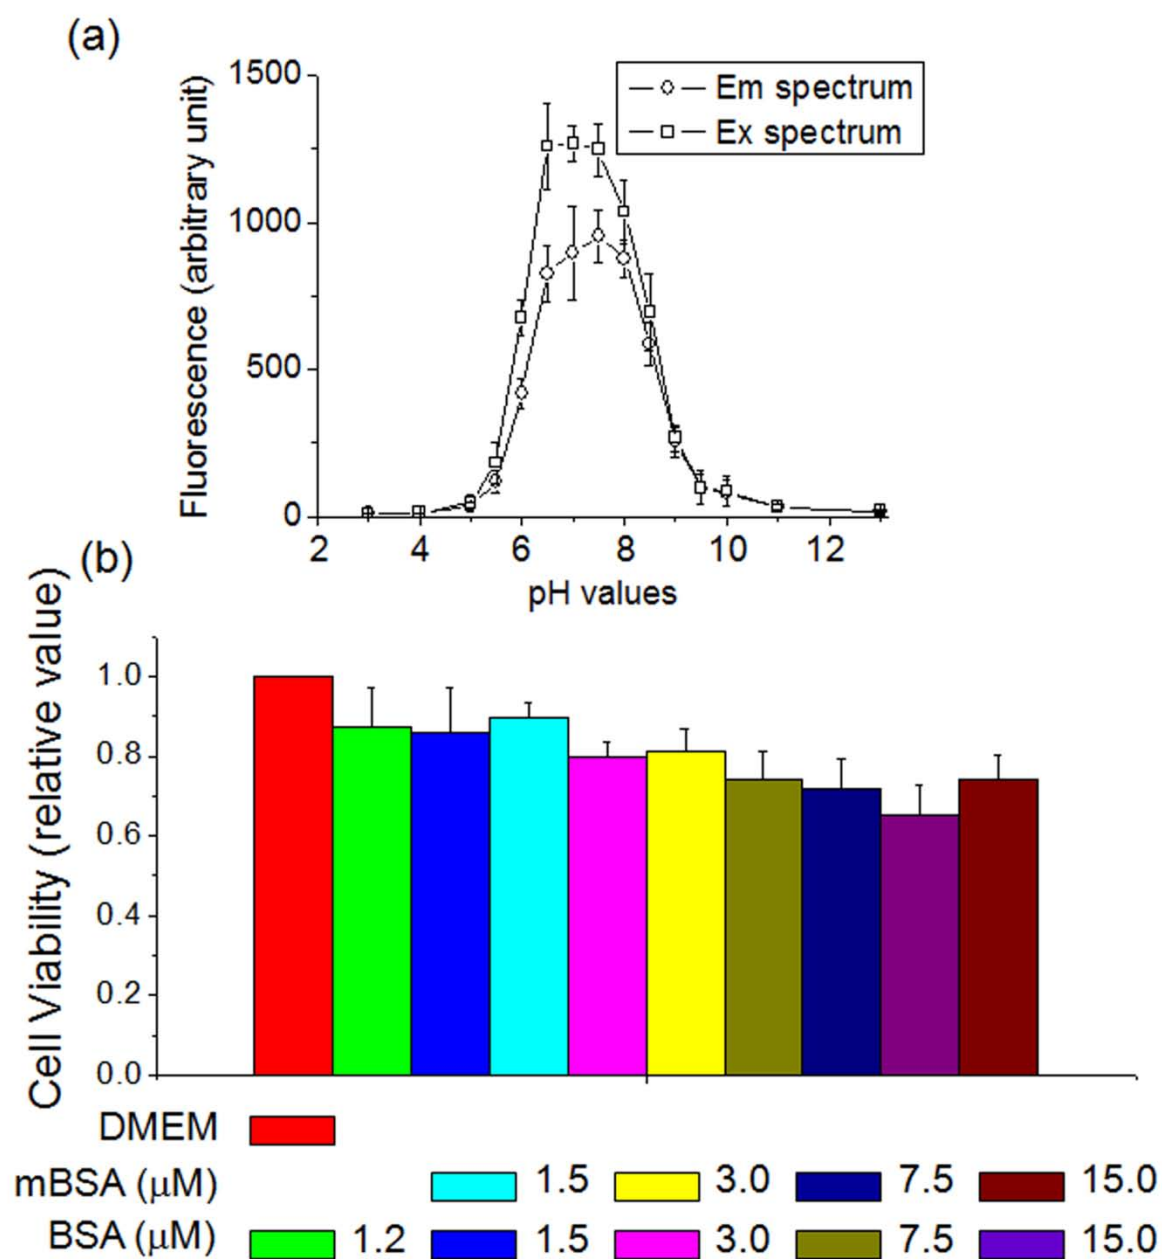 (a)
Em spectrum
Ex spectrum
Fluorescence (arbitrary unit)
1500
1000
500
0
2 4 6 8 10 12
pH values
(b)
Cell Viability (relative value)
1.0
0.8
0.6
0.4
0.2
0.0
DMEM
mBSA (μM) 1.5 3.0 7.5 15.0
BSA (μM) 1.2 1.5 3.0 7.5 15.0